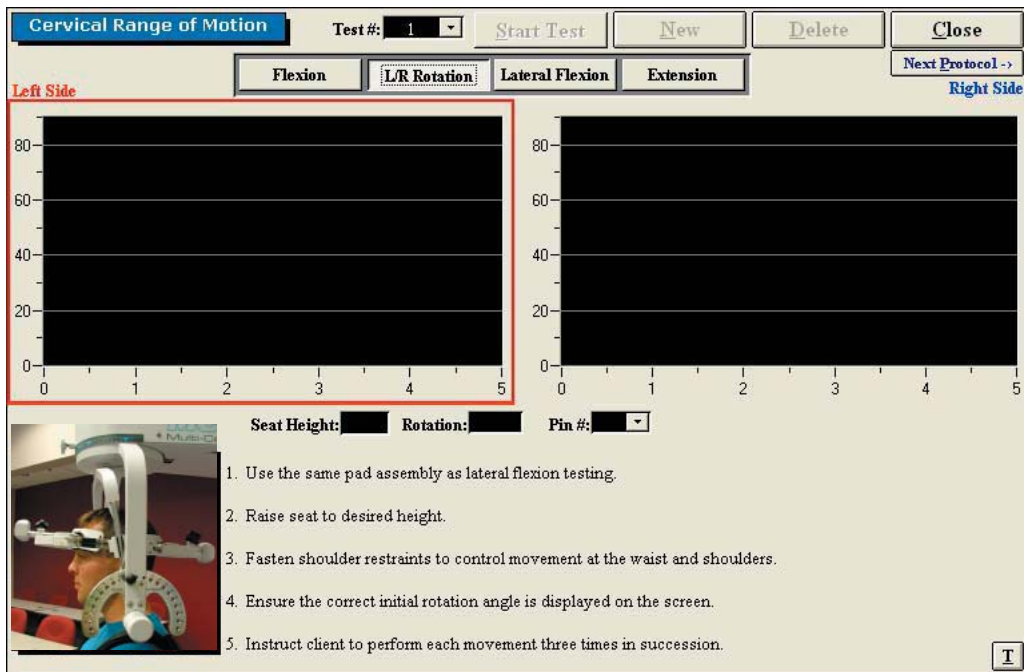 Cervical Range of Motion
Test #: 1
Start Test
New
Delete
Close
Flexion
L/R Rotation
Lateral Flexion
Extension
Next Protocol ->
Left Side
Right Side
80
60
40
20
0
0 1 2 3 4 5
80
60
40
20
0
0 1 2 3 4 5
Seat Height: Rotation: Pin #:
1. Use the same pad assembly as lateral flexion testing.
2. Raise seat to desired height.
3. Fasten shoulder restraints to control movement at the waist and shoulders.
4. Ensure the correct initial rotation angle is displayed on the screen.
5. Instruct client to perform each movement three times in succession.
T